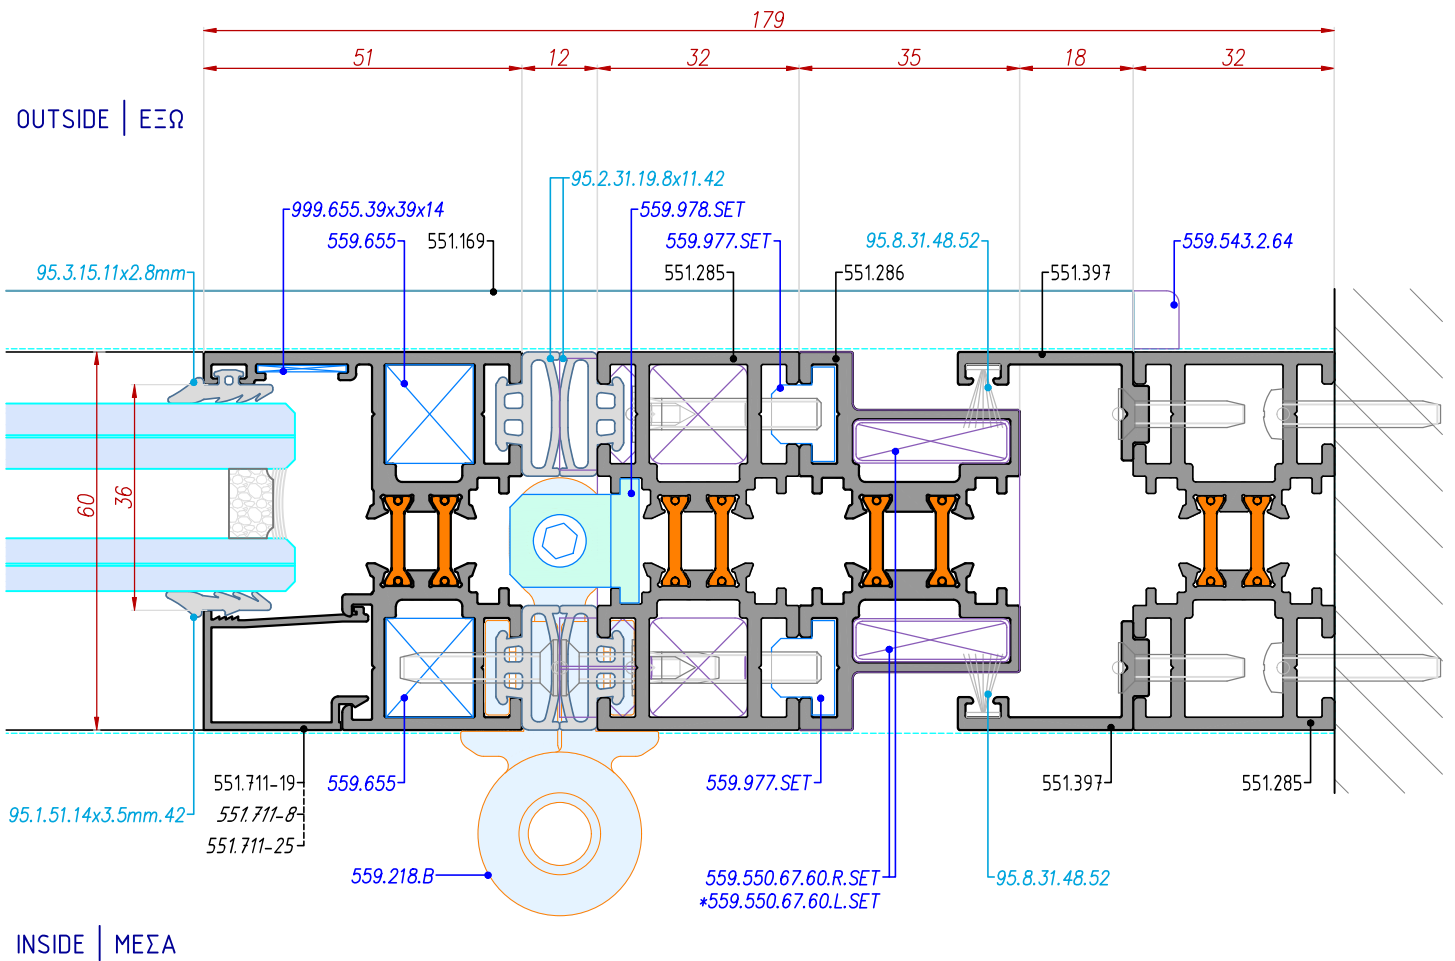 179
51 12 32 35 18 32
OUTSIDE | ΕΞΩ
95.2.31.19.8x11.42
999.655.39x39x14 559.978.SET
559.655 551.169 559.977.SET 95.8.31.48.52 559.543.2.64
95.3.15.11x2.8mm 551.285 551.286 551.397
60 36
551.711-19 559.655 559.977.SET 551.397 551.285
95.1.51.14x3.5mm.42 551.711-8
551.711-25
559.218.B 559.550.67.60.R.SET 95.8.31.48.52
*559.550.67.60.L.SET
INSIDE | ΜΕΣΑ